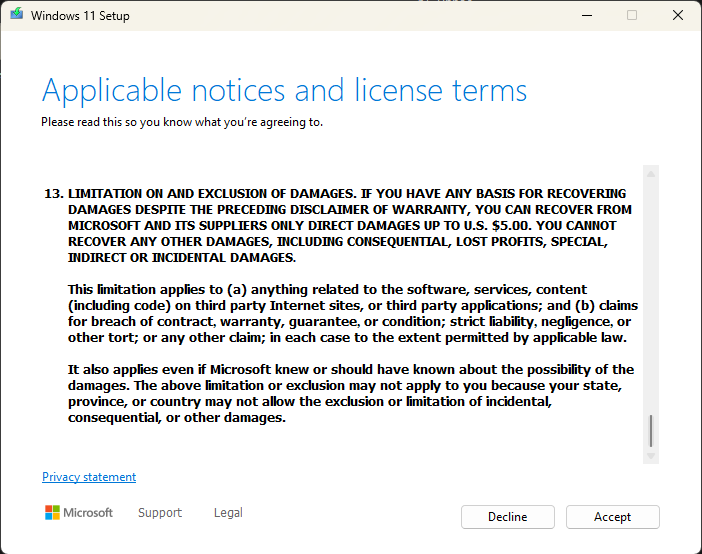 Windows 11 Setup
Applicable notices and license terms
Please read this so you know what you're agreeing to.
13. LIMITATION ON AND EXCLUSION OF DAMAGES. IF YOU HAVE ANY BASIS FOR RECOVERING
DAMAGES DESPITE THE PRECEDING DISCLAIMER OF WARRANTY, YOU CAN RECOVER FROM
MICROSOFT AND ITS SUPPLIERS ONLY DIRECT DAMAGES UP TO U.S. $5.00. YOU CANNOT
RECOVER ANY OTHER DAMAGES, INCLUDING CONSEQUENTIAL, LOST PROFITS, SPECIAL,
INDIRECT OR INCIDENTAL DAMAGES.
This limitation applies to (a) anything related to the software, services, content
(including code) on third party Internet sites, or third party applications; and (b) claims
for breach of contract, warranty, guarantee, or condition; strict liability, negligence, or
other tort; or any other claim; in each case to the extent permitted by applicable law.
It also applies even if Microsoft knew or should have known about the possibility of the
damages. The above limitation or exclusion may not apply to you because your state,
province, or country may not allow the exclusion or limitation of incidental,
consequential, or other damages.
Privacy statement
Microsoft Support Legal Decline Accept